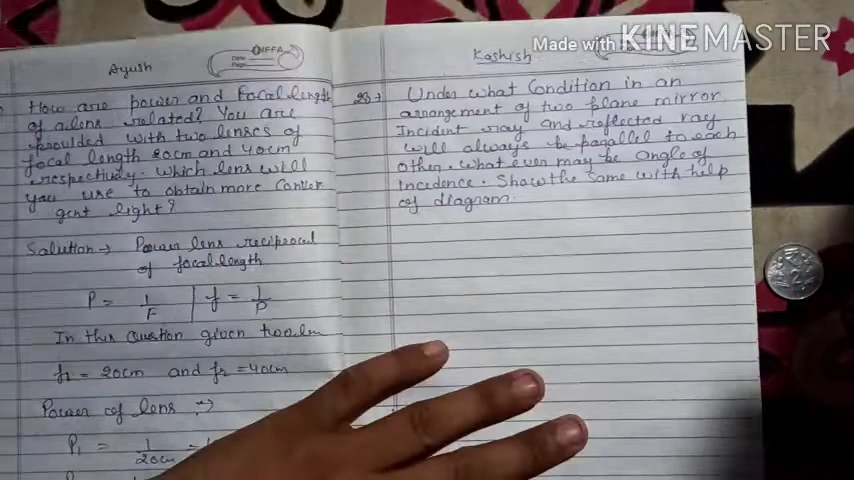 Made with KINEMASTER
Ayush
DIFFA
Date
Page
How are power and Focal length
of a lens related? You are
provided with two lenses of
focal length 20cm and 40cm
respectively. which lens will
you use to obtain more conver
gent light?
Solution → Power lens reciprocal
of focal length
P = 1/F | f = 1/P
In this Question given two
f1 = 20cm and f2 = 40cm
Power of lens :→
P1 = 1/20cm =
Kashish
23→ Under what Condition in an
arrangement of two plane mirror
Incident ray and reflected ray
will always be parallel to each
other, what ever may be angle of
incidence. Show the same with help
of diagram.
2